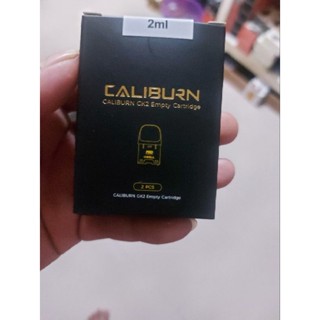 2ml
CALIBURN
CALIBURN GK2 Empty Cartridge
2 PCS
CALIBURN GK2 Empty Cartridge